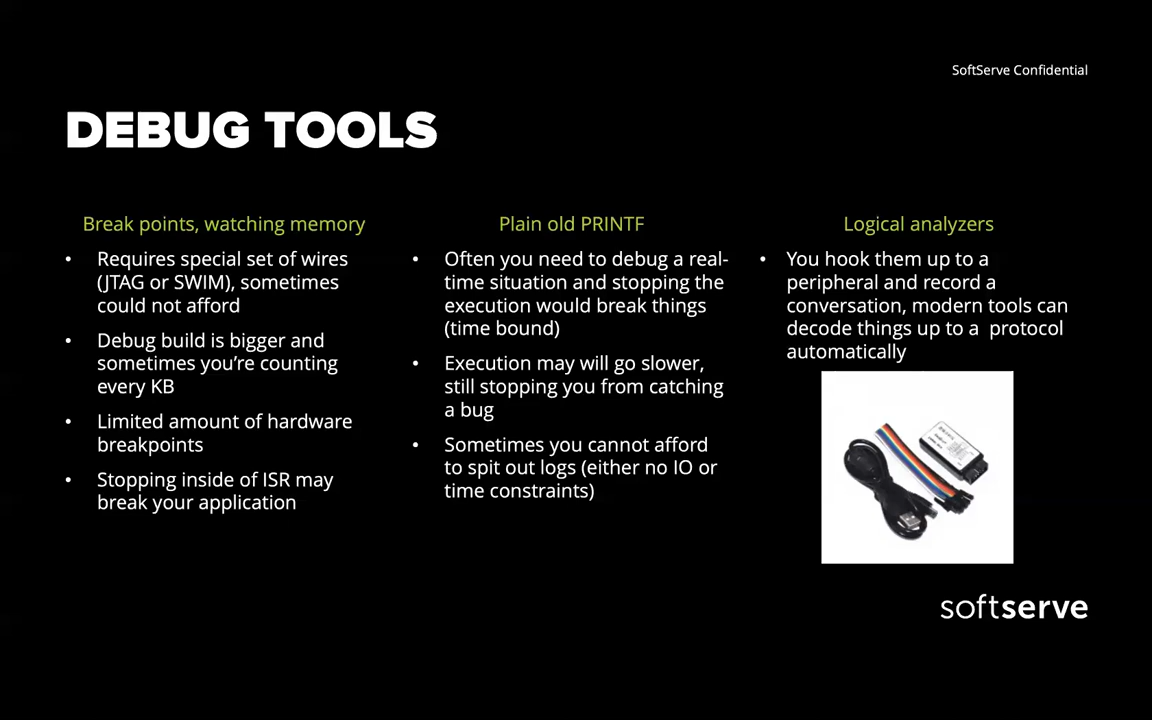 SoftServe Confidential
DEBUG TOOLS
Break points, watching memory
• Requires special set of wires
(JTAG or SWIM), sometimes
could not afford
• Debug build is bigger and
sometimes you’re counting
every KB
• Limited amount of hardware
breakpoints
• Stopping inside of ISR may
break your application
Plain old PRINTF
• Often you need to debug a real-
time situation and stopping the
execution would break things
(time bound)
• Execution may will go slower,
still stopping you from catching
a bug
• Sometimes you cannot afford
to spit out logs (either no IO or
time constraints)
Logical analyzers
• You hook them up to a
peripheral and record a
conversation, modern tools can
decode things up to a protocol
automatically
softserve